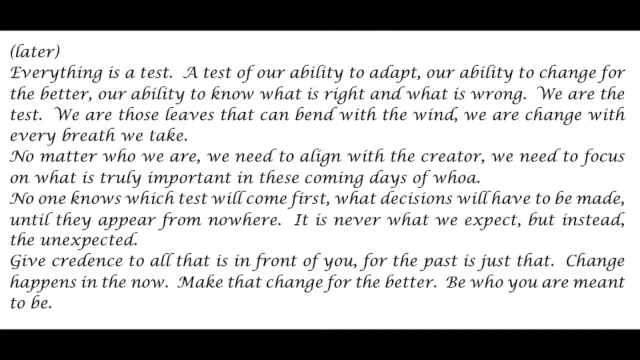 (later)
Everything is a test.  A test of our ability to adapt, our ability to change for
the better, our ability to know what is right and what is wrong.  We are the
test.  We are those leaves that can bend with the wind, we are change with
every breath we take.
No matter who we are, we need to align with the creator, we need to focus
on what is truly important in these coming days of whoa.
No one knows which test will come first, what decisions will have to be made,
until they appear from nowhere.  It is never what we expect, but instead,
the unexpected.
Give credence to all that is in front of you, for the past is just that.  Change
happens in the now.  Make that change for the better.  Be who you are meant
to be.